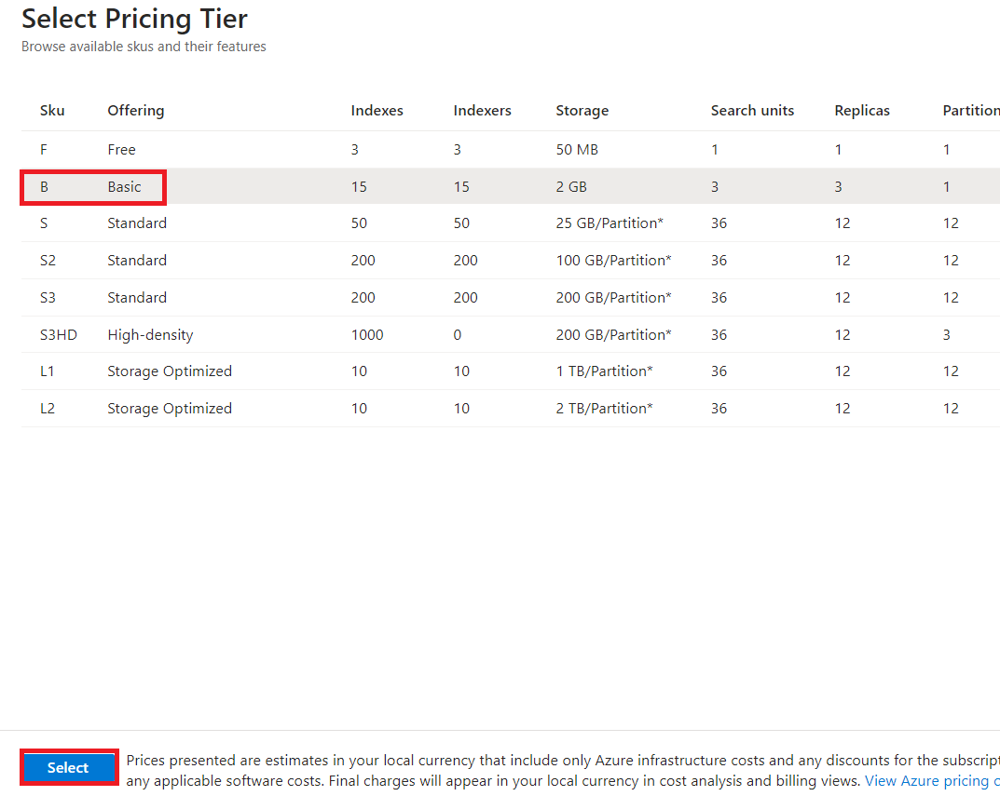 Select Pricing Tier
Browse available skus and their features
Sku Offering Indexes Indexers Storage Search units Replicas Partition
F Free 3 3 50 MB 1 1 1
B Basic 15 15 2 GB 3 3 1
S Standard 50 50 25 GB/Partition* 36 12 12
S2 Standard 200 200 100 GB/Partition* 36 12 12
S3 Standard 200 200 200 GB/Partition* 36 12 12
S3HD High-density 1000 0 200 GB/Partition* 36 12 3
L1 Storage Optimized 10 10 1 TB/Partition* 36 12 12
L2 Storage Optimized 10 10 2 TB/Partition* 36 12 12
Select
Prices presented are estimates in your local currency that include only Azure infrastructure costs and any discounts for the subscript
any applicable software costs. Final charges will appear in your local currency in cost analysis and billing views. View Azure pricing c